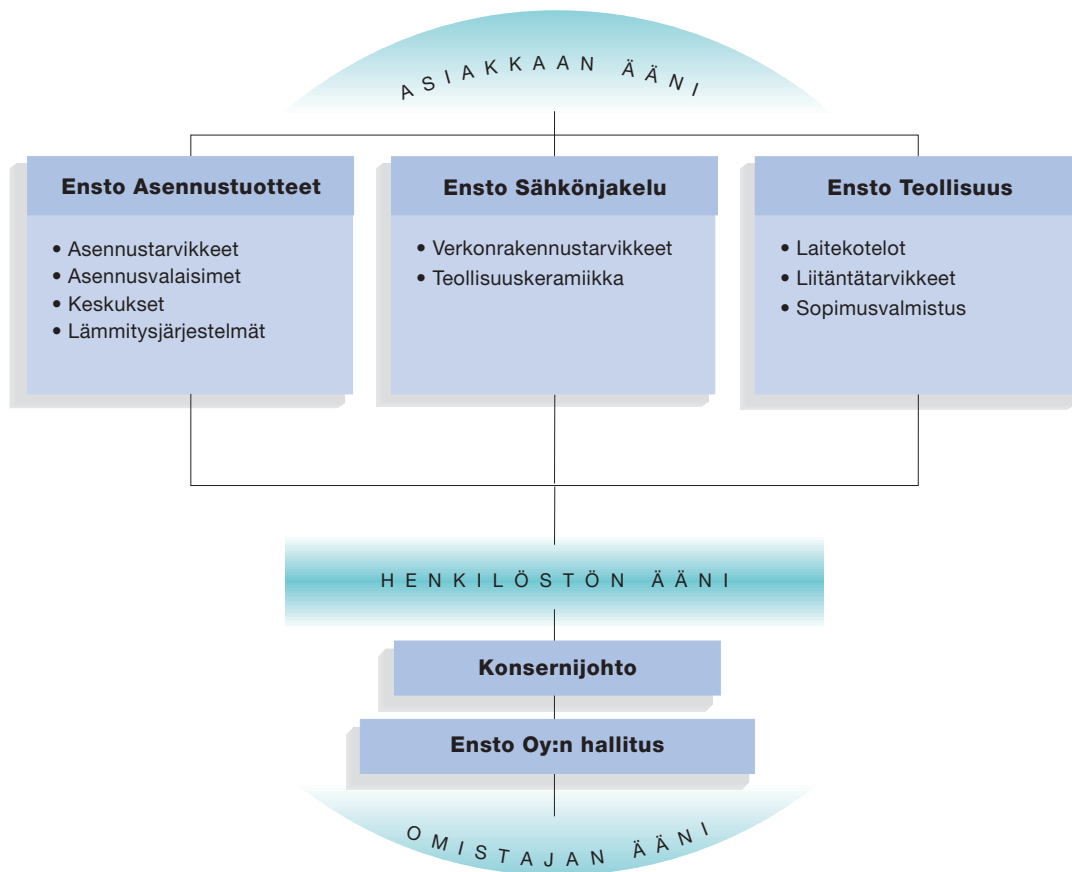 ASIAKKAAN ÄÄNI
Ensto Asennustuotteet
• Asennustarvikkeet
• Asennusvalaisimet
• Keskukset
• Lämmitysjärjestelmät
Ensto Sähkönjakelu
• Verkonrakennustarvikkeet
• Teollisuuskeramiikka
Ensto Teollisuus
• Laitekotelot
• Liitäntätarvikkeet
• Sopimusvalmistus
HENKILÖSTÖN ÄÄNI
Konsernijohto
Ensto Oy:n hallitus
OMISTAJAN ÄÄNI